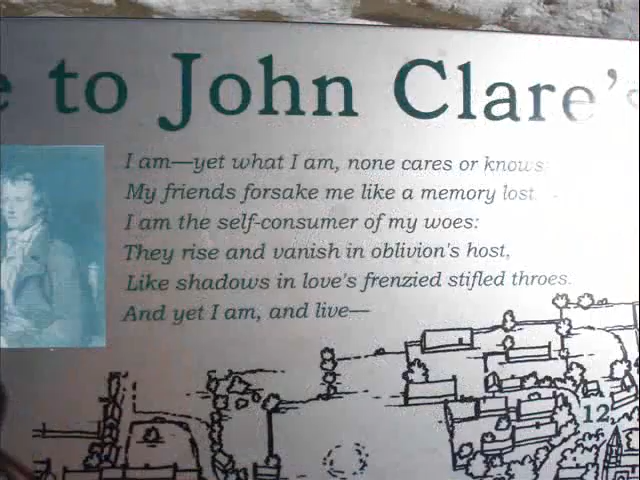 e to John Clare's
I am—yet what I am, none cares or knows
My friends forsake me like a memory lost
I am the self-consumer of my woes:
They rise and vanish in oblivion's host,
Like shadows in love's frenzied stifled throes.
And yet I am, and live—
12